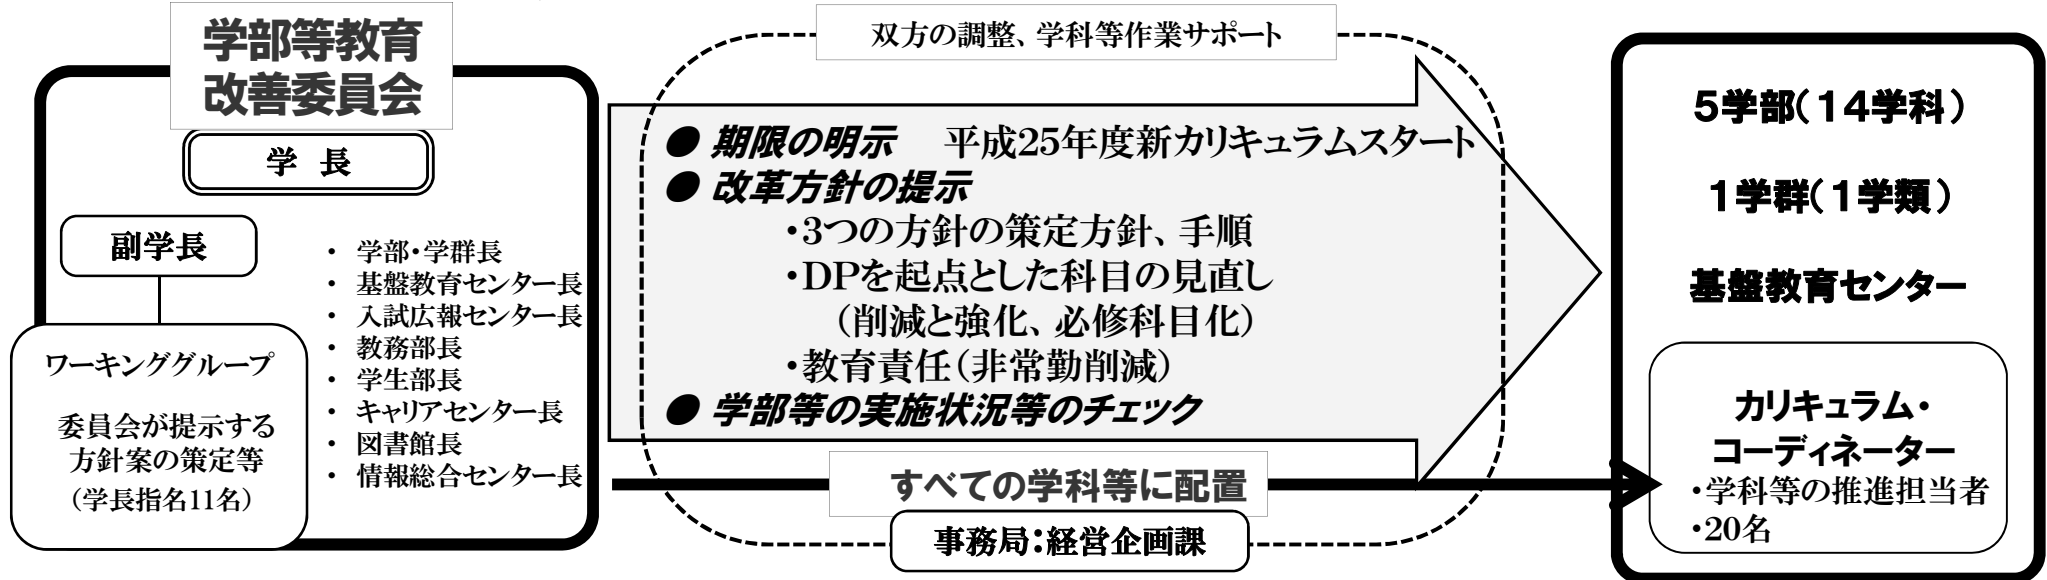 学部等教育
改善委員会
学 長
副学長
・ 学部・学群長
・ 基盤教育センター長
・ 入試広報センター長
・ 教務部長
・ 学生部長
・ キャリアセンター長
・ 図書館長
・ 情報総合センター長
ワーキンググループ
委員会が提示する
方針案の策定等
（学長指名11名）
双方の調整、学科等作業サポート
● 期限の明示 平成25年度新カリキュラムスタート
● 改革方針の提示
・3つの方針の策定方針、手順
・DPを起点とした科目の見直し
（削減と強化、必修科目化）
・教育責任（非常勤削減）
● 学部等の実施状況等のチェック
すべての学科等に配置
事務局：経営企画課
5学部（14学科）
1学群（1学類）
基盤教育センター
カリキュラム・
コーディネーター
・学科等の推進担当者
・20名